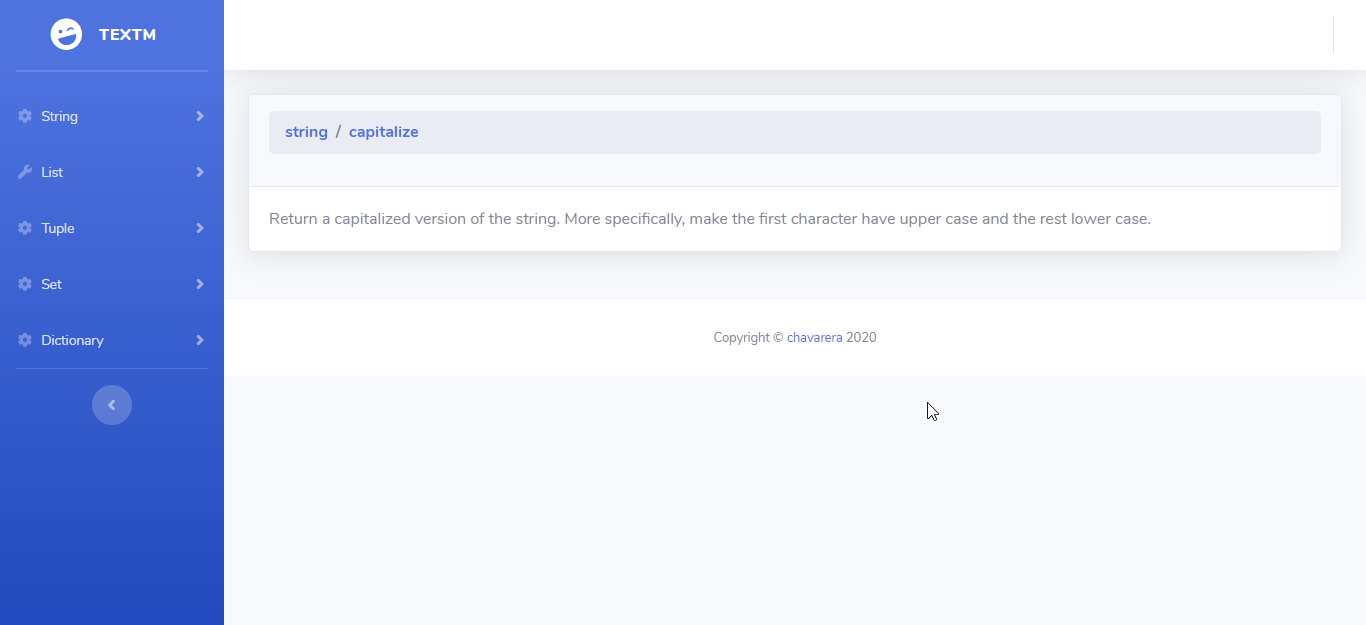 TEXTM
String
List
Tuple
Set
Dictionary
string / capitalize
Return a capitalized version of the string. More specifically, make the first character have upper case and the rest lower case.
Copyright © chavarera 2020